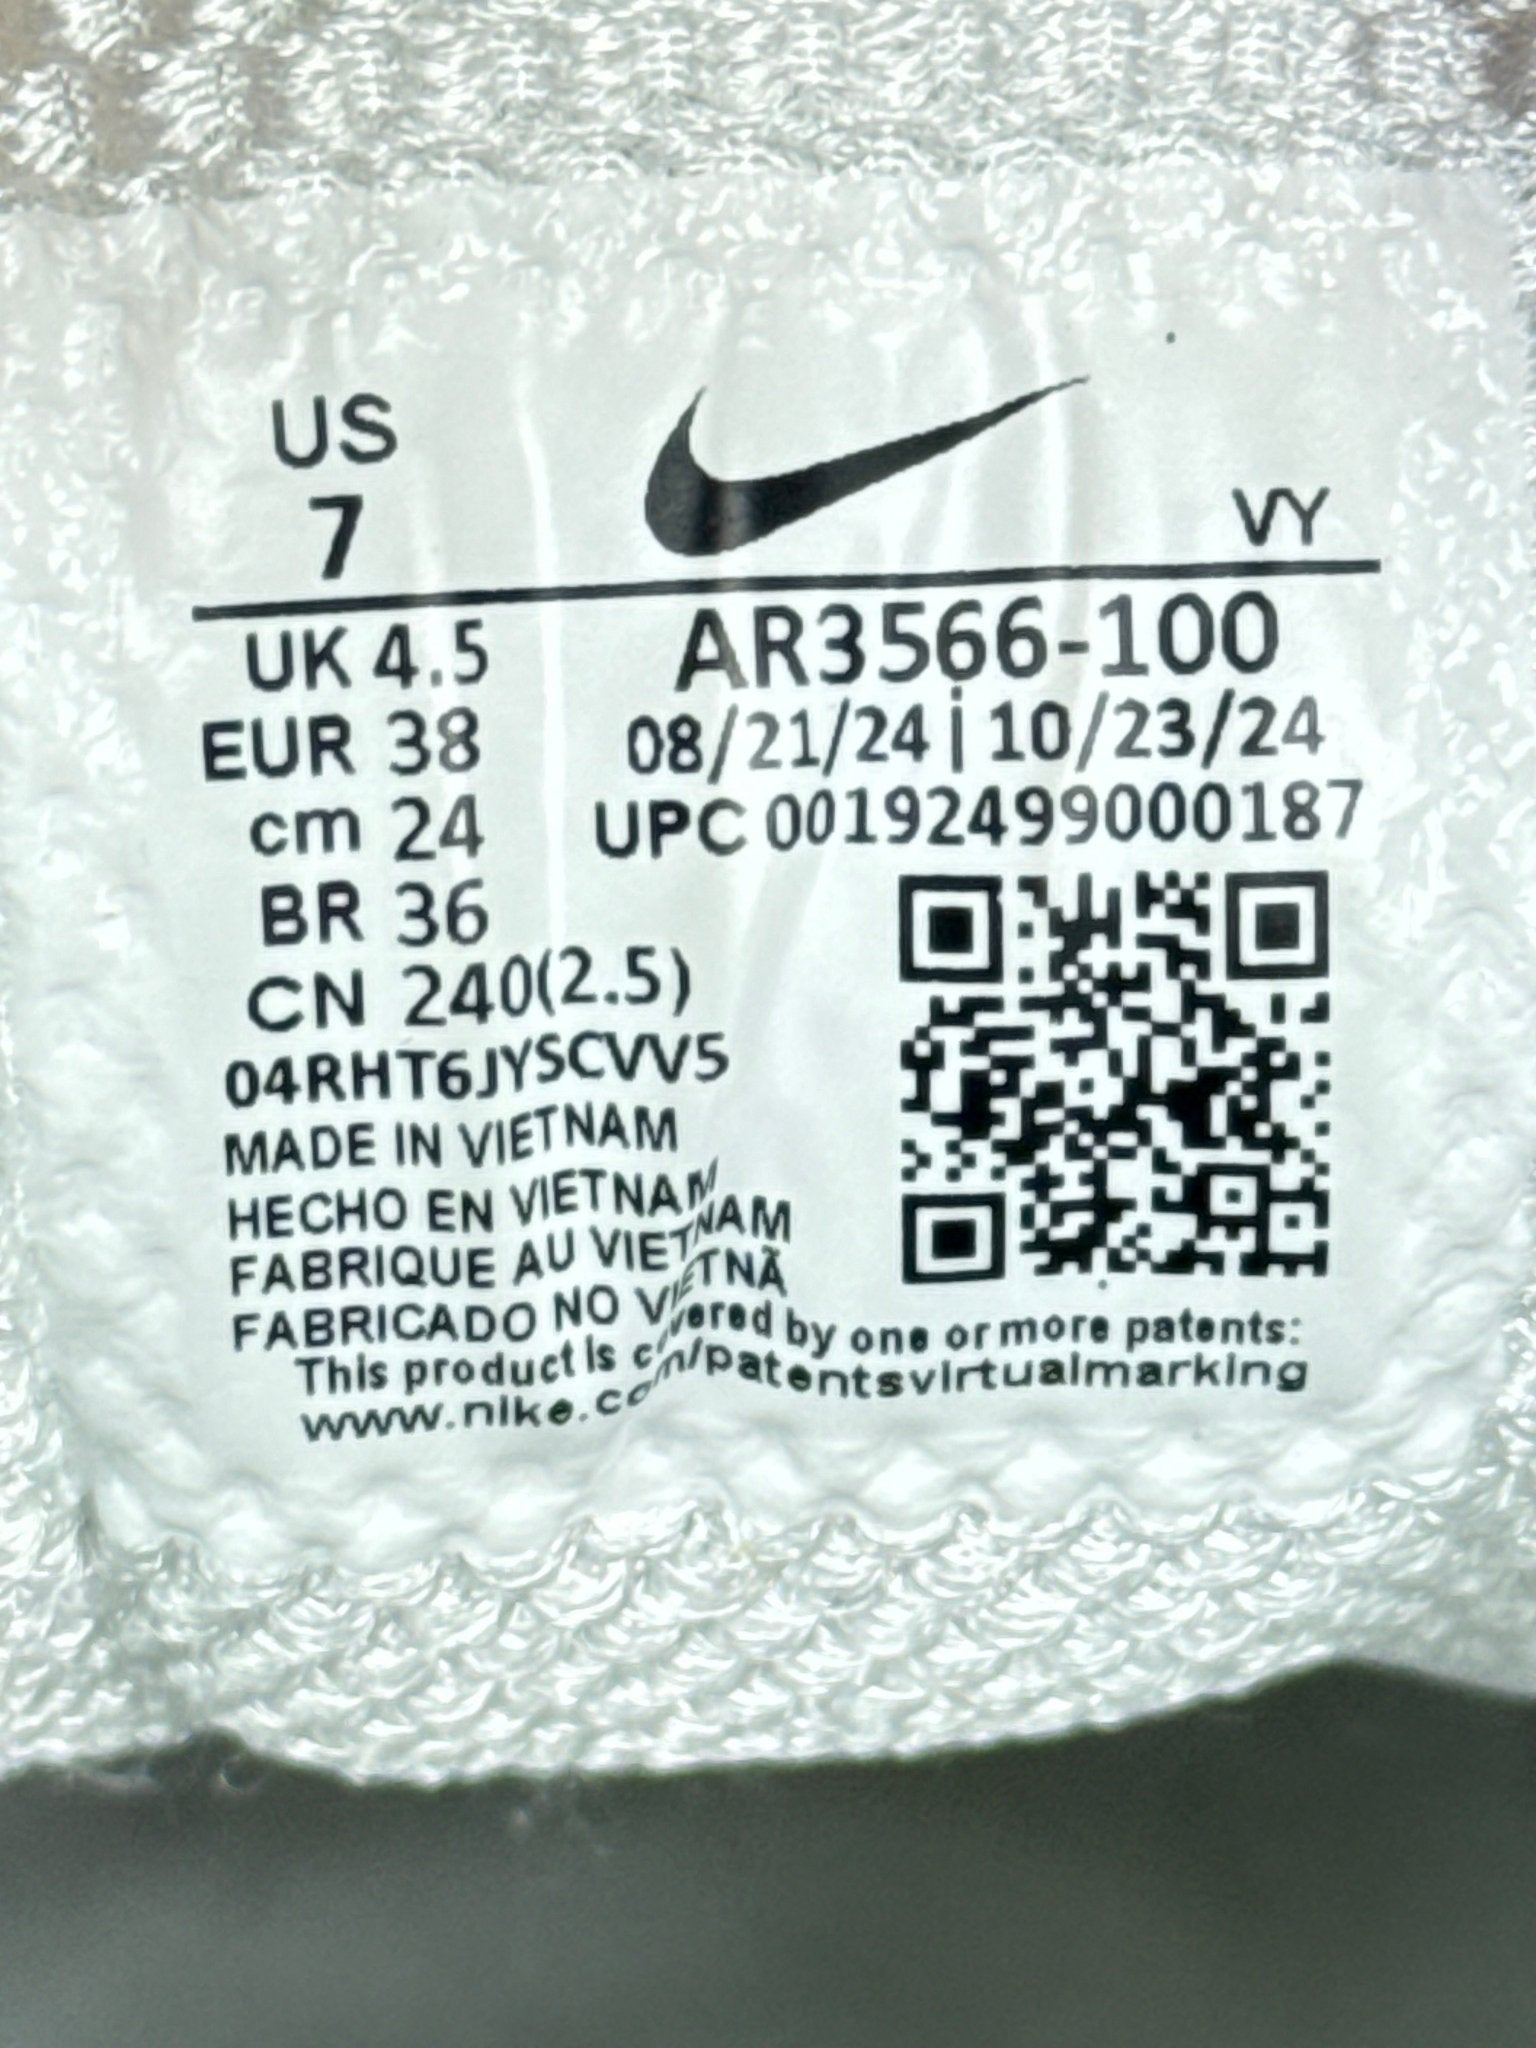 US
7
VY
UK 4.5
AR3566-100
EUR 38
08/21/24 | 10/23/24
cm 24
UPC 00192499000187
BR 36
CN 240(2.5)
04RHT6JYSCVV5
MADE IN VIETNAM
HECHO EN VIETNAM
FABRIQUE AU VIETNAM
FABRICADO NO VIETNÃ
This product is covered by one or more patents:
www.nike.com/patentsvirtualmarking